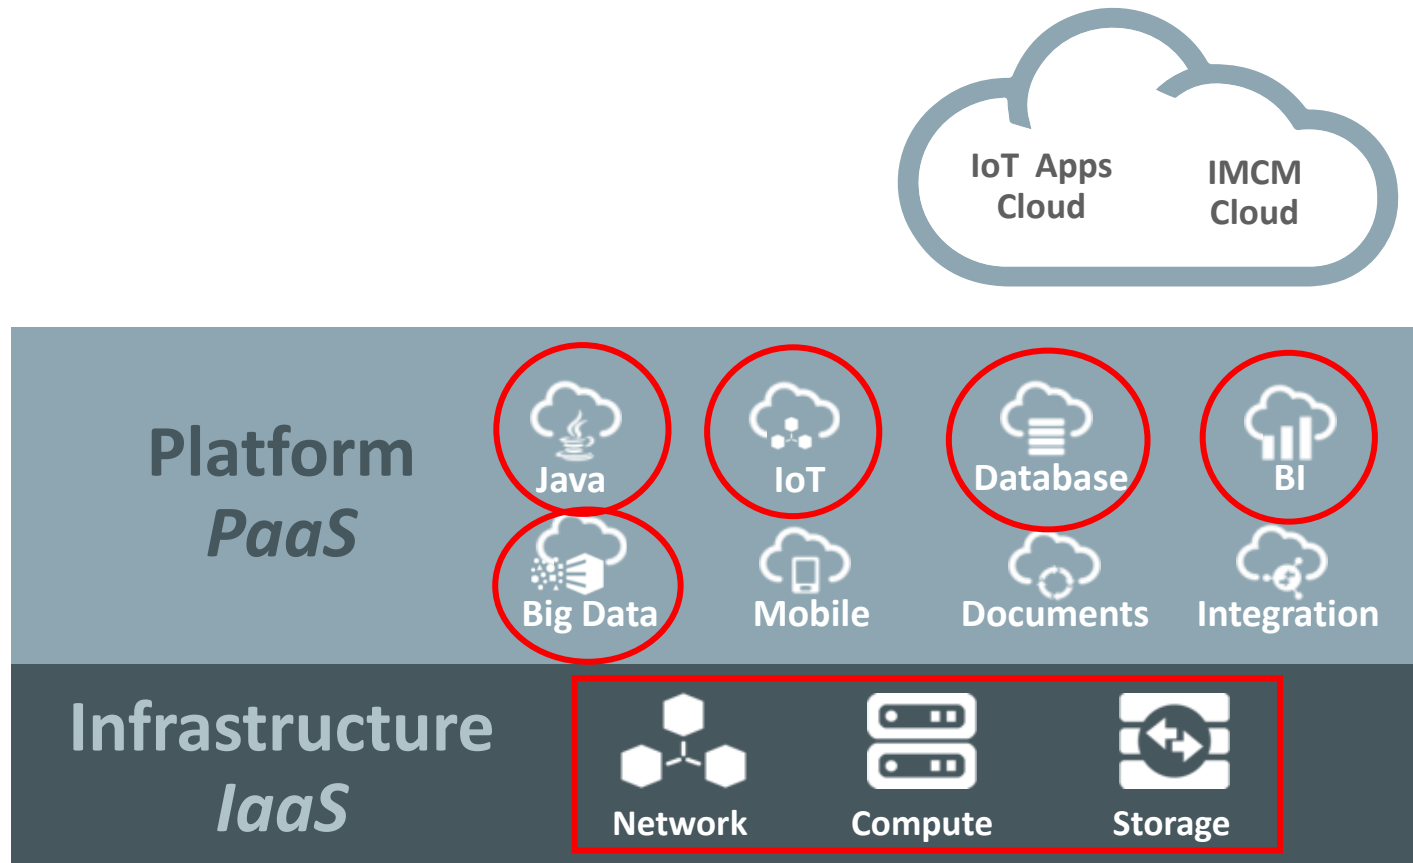 IoT Apps
Cloud
IMCM
Cloud
Platform
PaaS
Java
IoT
Database
BI
Big Data
Mobile
Documents
Integration
Infrastructure
IaaS
Network
Compute
Storage